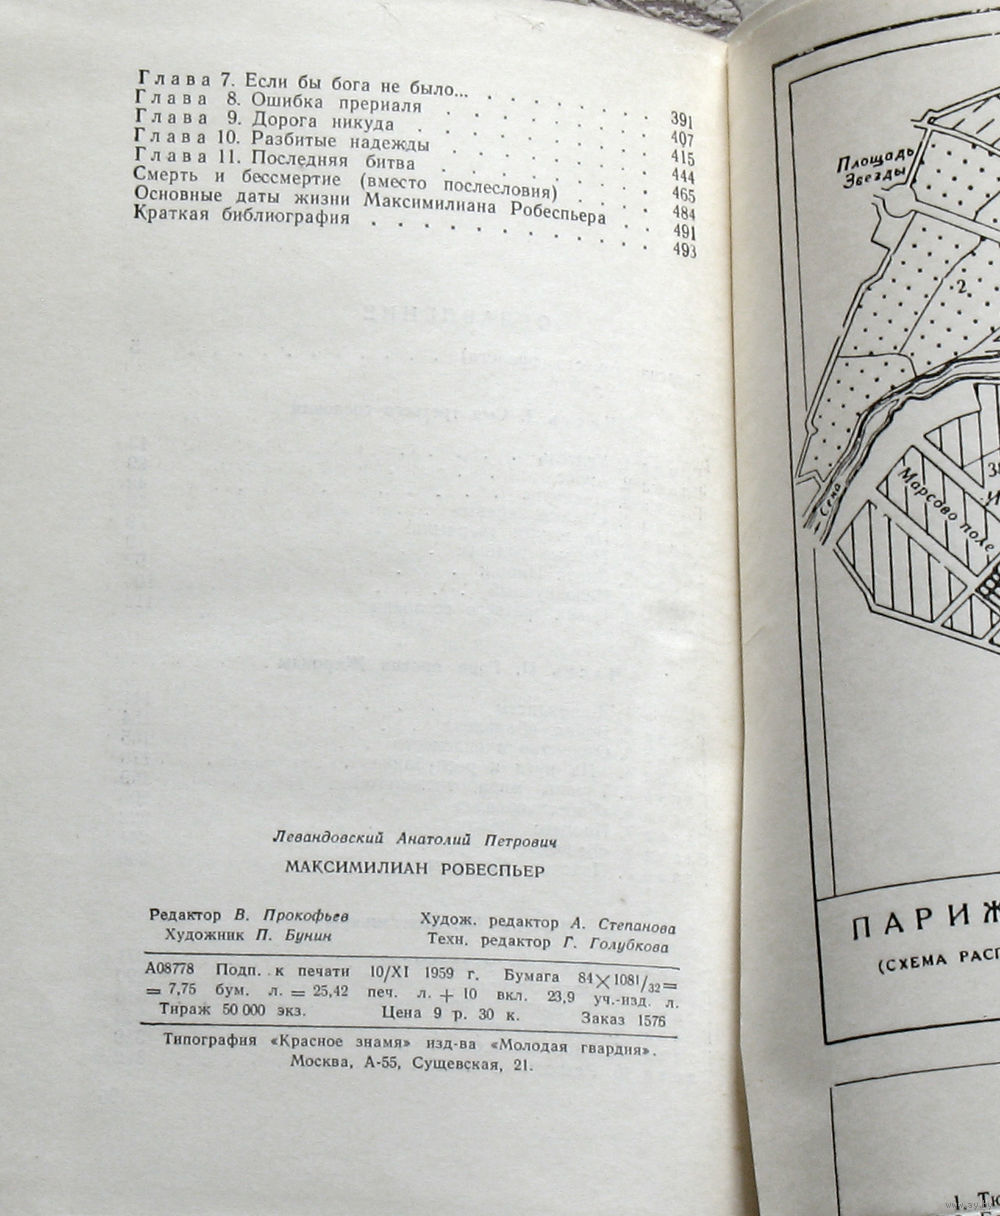 Глава 7. Если бы бога не было... 391
Глава 8. Ошибка прериаля 407
Глава 9. Дорога никуда 415
Глава 10. Разбитые надежды 444
Глава 11. Последняя битва 465
Смерть и бессмертие (вместо послесловия) 484
Основные даты жизни Максимилиана Робеспьера 491
Краткая библиография 493
Левандовский Анатолий Петрович
МАКСИМИЛИАН РОБЕСПЬЕР
Редактор В. Прокофьев Худож. редактор А. Степанова
Художник П. Бунин Техн. редактор Г. Голубкова
А08778 Подп. к печати 10/XI 1959 г. Бумага 84×1081/32=
= 7,75 бум. л. = 25,42 печ. л. + 10 вкл. 23,9 уч.-изд. л.
Тираж 50 000 экз. Цена 9 р. 30 к. Заказ 1576
Типография «Красное знамя» изд-ва «Молодая гвардия».
Москва, А-55, Сущевская, 21.
Площадь
Звезды
2
Сена
Марсово поле
ПАРИЖ
(СХЕМА РАСП
1. Тю